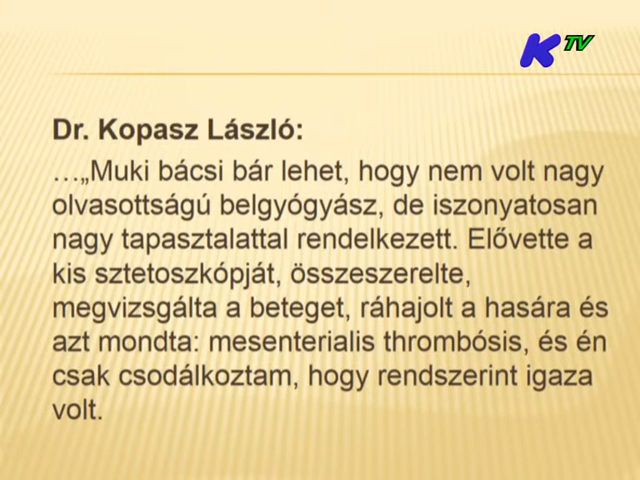 K TV
Dr. Kopasz László:
…„Muki bácsi bár lehet, hogy nem volt nagy
olvasottságú belgyógyász, de iszonyatosan
nagy tapasztalattal rendelkezett. Elővette a
kis sztetoszkópját, összeszerelte,
megvizsgálta a beteget, ráhajolt a hasára és
azt mondta: mesenterialis thrombósis, és én
csak csodálkoztam, hogy rendszerint igaza
volt.